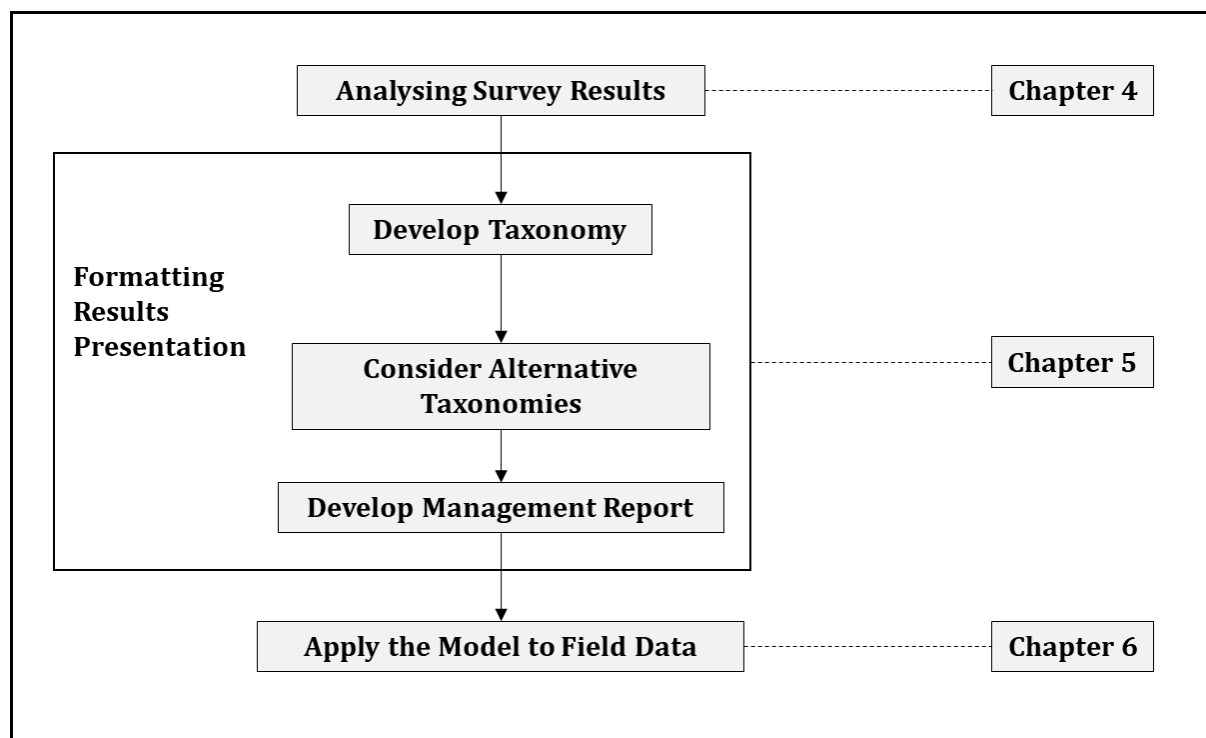 Analysing Survey Results
Chapter 4
Develop Taxonomy
Formatting
Results
Presentation
Consider Alternative
Taxonomies
Chapter 5
Develop Management Report
Apply the Model to Field Data
Chapter 6